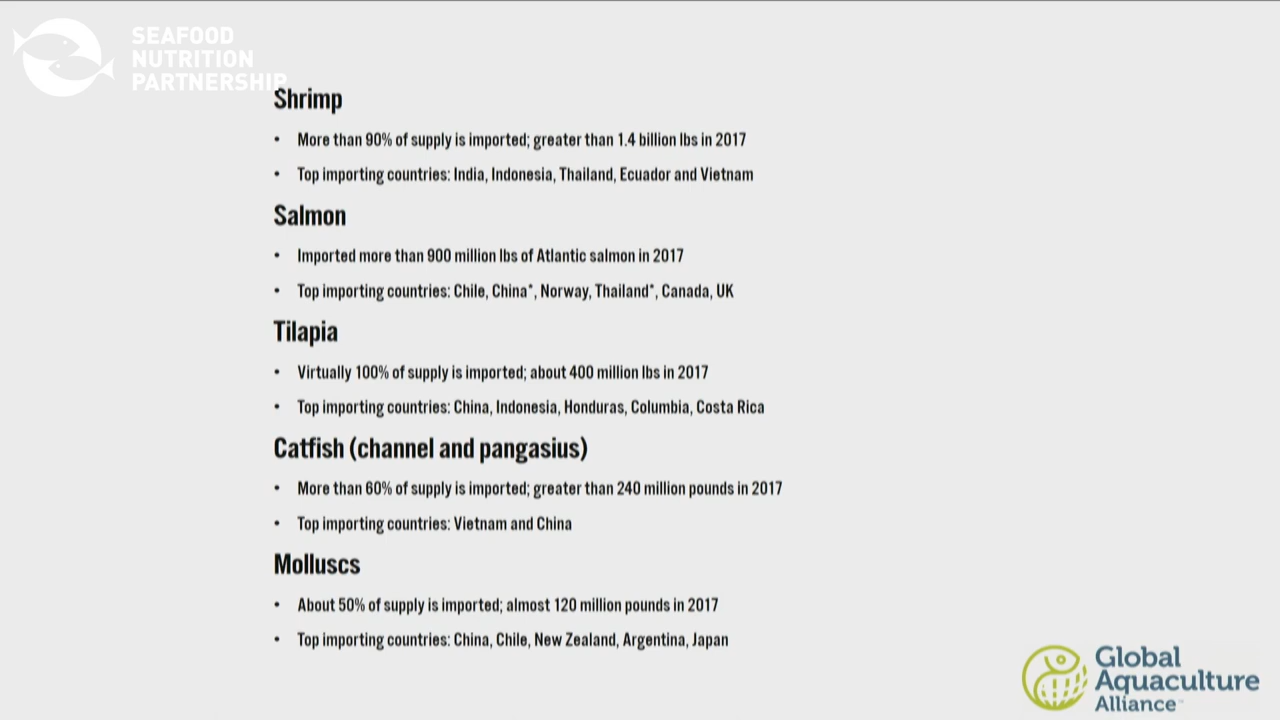 SEAFOOD
NUTRITION
PARTNERSHIP
Shrimp
• More than 90% of supply is imported; greater than 1.4 billion lbs in 2017
• Top importing countries: India, Indonesia, Thailand, Ecuador and Vietnam
Salmon
• Imported more than 900 million lbs of Atlantic salmon in 2017
• Top importing countries: Chile, China*, Norway, Thailand*, Canada, UK
Tilapia
• Virtually 100% of supply is imported; about 400 million lbs in 2017
• Top importing countries: China, Indonesia, Honduras, Columbia, Costa Rica
Catfish (channel and pangasius)
• More than 60% of supply is imported; greater than 240 million pounds in 2017
• Top importing countries: Vietnam and China
Molluscs
• About 50% of supply is imported; almost 120 million pounds in 2017
• Top importing countries: China, Chile, New Zealand, Argentina, Japan
Global
Aquaculture
Alliance™